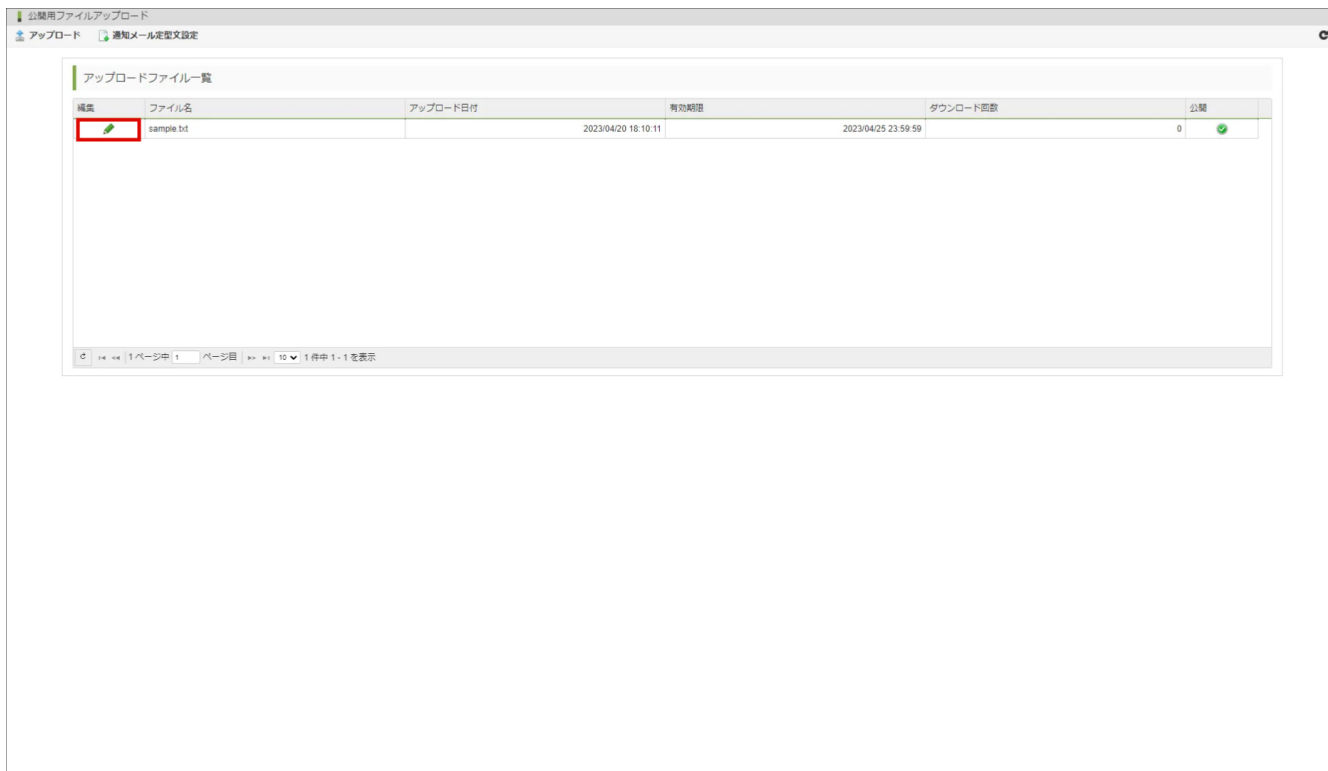 公開用ファイルアップロード
アップロード 通知メール定型文設定
アップロードファイル一覧
編集 ファイル名 アップロード日付 有効期限 ダウンロード回数 公開
sample.txt 2023/04/20 18:10:11 2023/04/25 23:59:59 0
1 ページ中 1 ページ目 10 1 件中 1 - 1 を表示